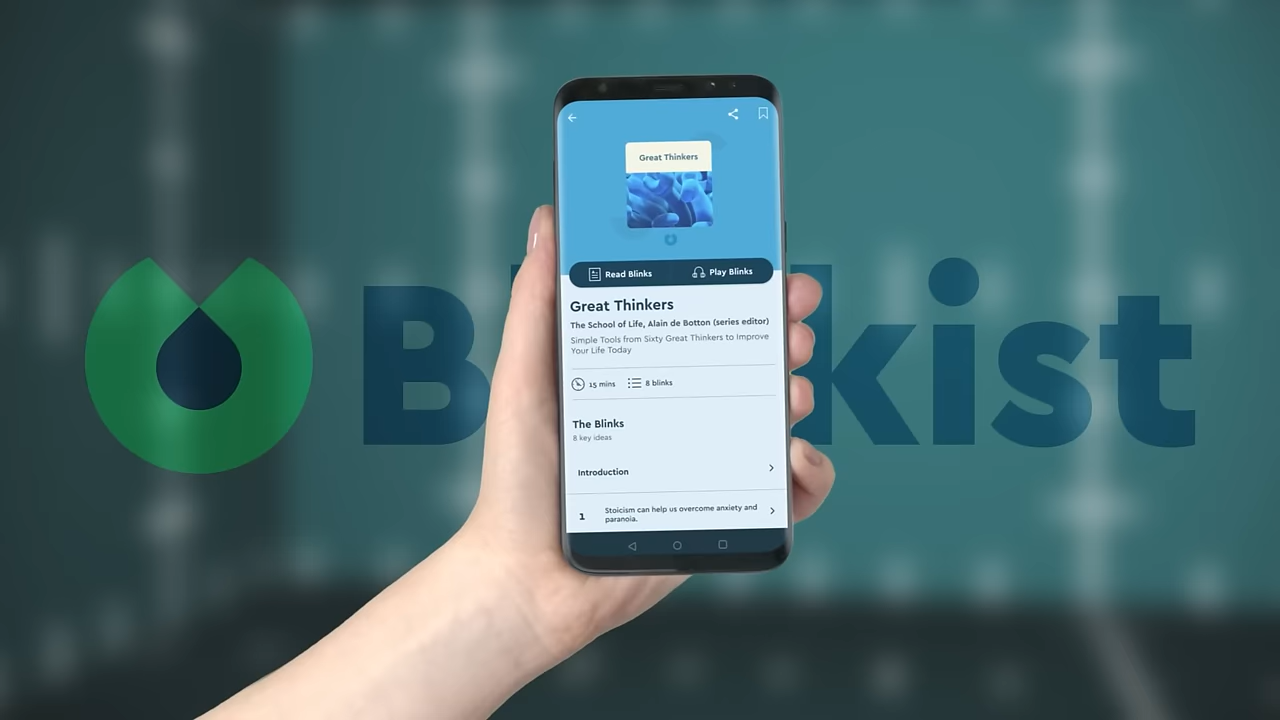 Great Thinkers
Read Blinks
Play Blinks
Great Thinkers
The School of Life, Alain de Botton (series editor)
Simple Tools from Sixty Great Thinkers to Improve
Your Life Today
15 mins
8 blinks
The Blinks
8 key ideas
Introduction
1
Stoicism can help us overcome anxiety and
paranoia.